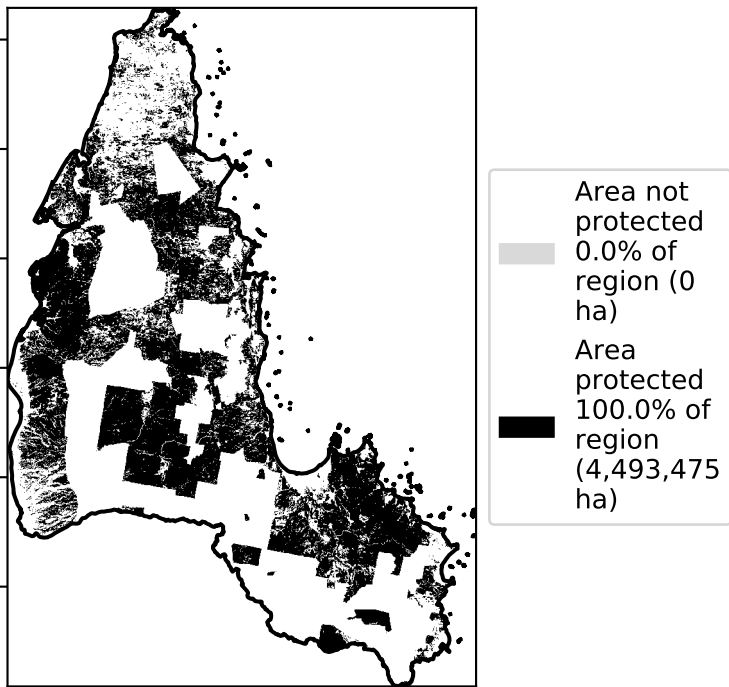 Area not
protected
0.0% of
region (0
ha)
Area
protected
100.0% of
region
(4,493,475
ha)